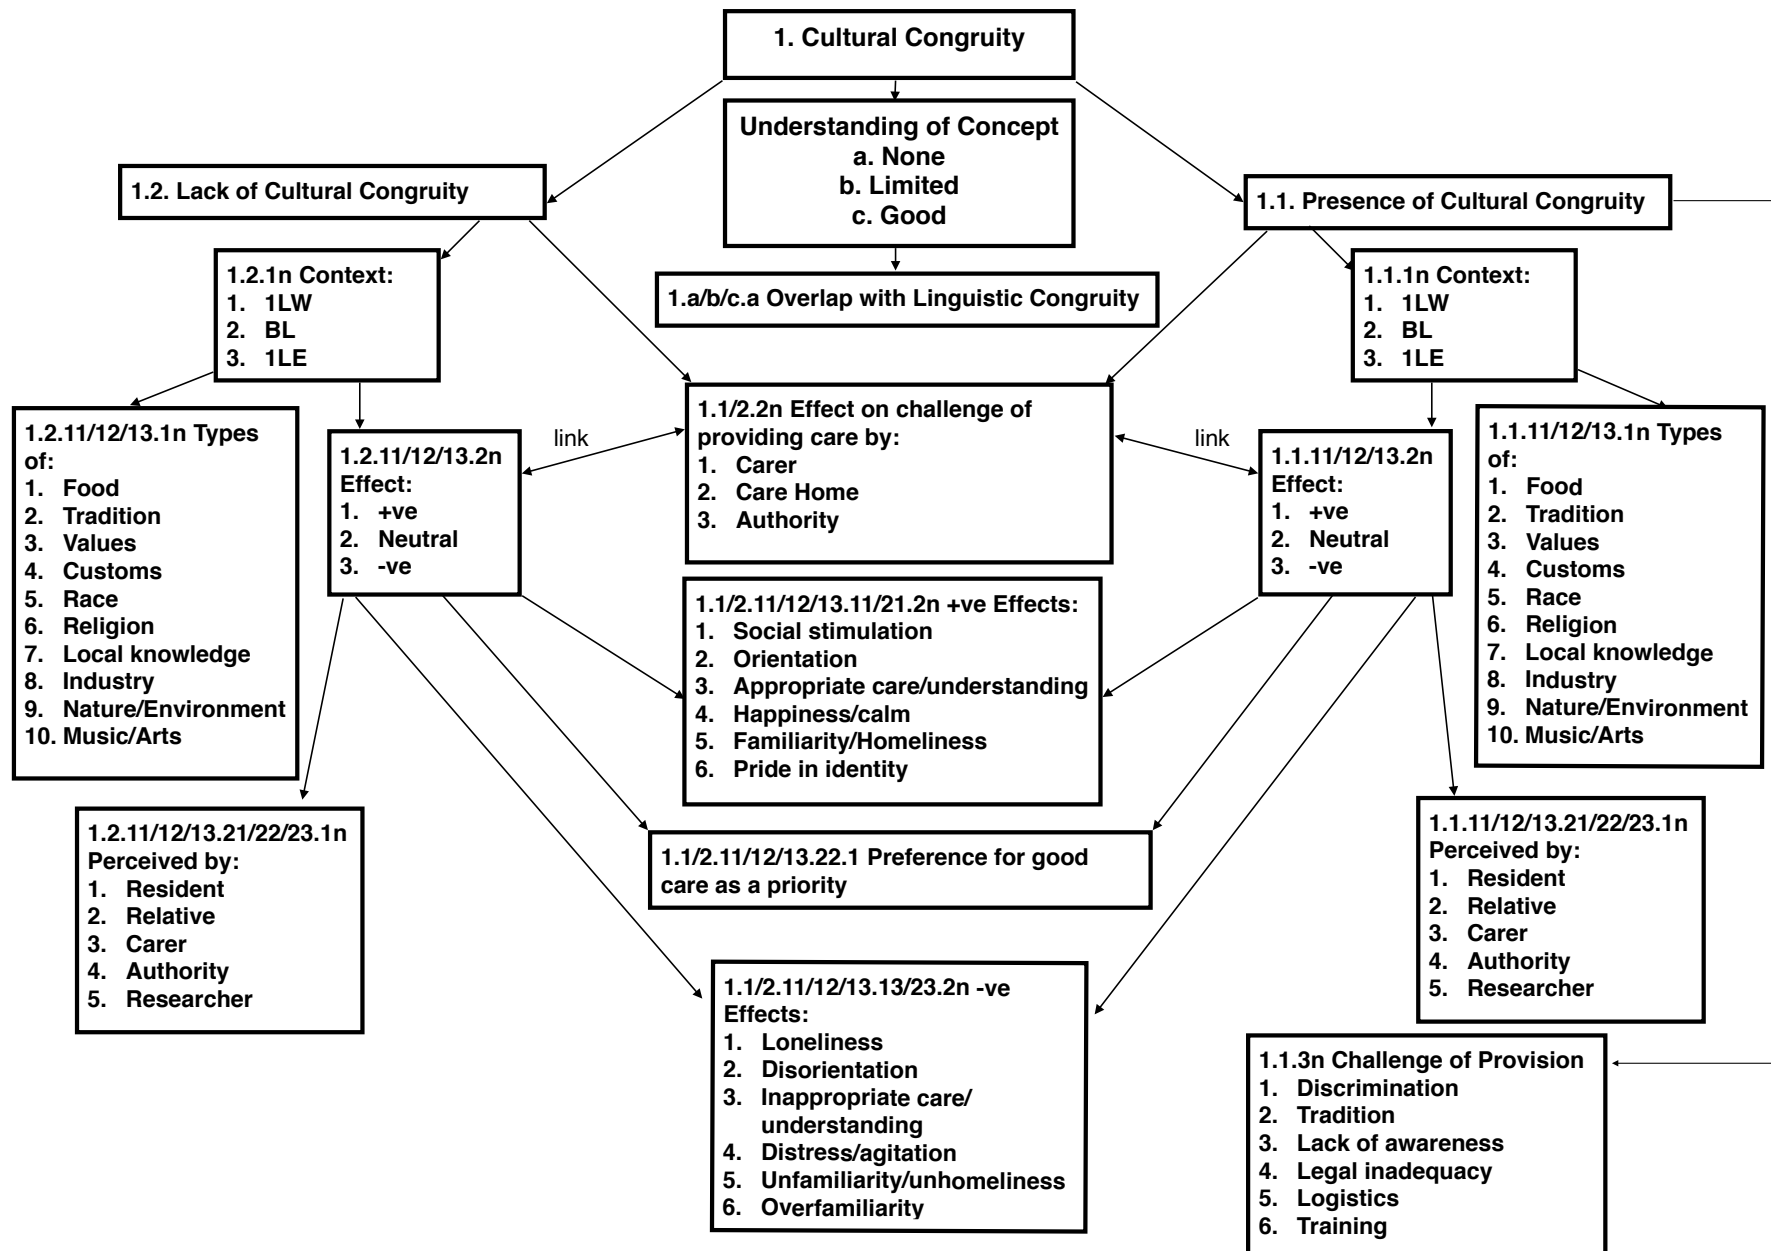 1. Cultural Congruity
Understanding of Concept
a. None
b. Limited
c. Good
1.2. Lack of Cultural Congruity
1.1. Presence of Cultural Congruity
1.a/b/c.a Overlap with Linguistic Congruity
1.2.1n Context:
1. 1LW
2. BL
3. 1LE
1.1.1n Context:
1. 1LW
2. BL
3. 1LE
1.2.11/12/13.1n Types
of:
1. Food
2. Tradition
3. Values
4. Customs
5. Race
6. Religion
7. Local knowledge
8. Industry
9. Nature/Environment
10. Music/Arts
1.2.11/12/13.2n
Effect:
1. +ve
2. Neutral
3. -ve
link
1.1/2.2n Effect on challenge of
providing care by:
1. Carer
2. Care Home
3. Authority
link
1.1.11/12/13.2n
Effect:
1. +ve
2. Neutral
3. -ve
1.1.11/12/13.1n Types
of:
1. Food
2. Tradition
3. Values
4. Customs
5. Race
6. Religion
7. Local knowledge
8. Industry
9. Nature/Environment
10. Music/Arts
1.1/2.11/12/13.11/21.2n +ve Effects:
1. Social stimulation
2. Orientation
3. Appropriate care/understanding
4. Happiness/calm
5. Familiarity/Homeliness
6. Pride in identity
1.2.11/12/13.21/22/23.1n
Perceived by:
1. Resident
2. Relative
3. Carer
4. Authority
5. Researcher
1.1/2.11/12/13.22.1 Preference for good
care as a priority
1.1.11/12/13.21/22/23.1n
Perceived by:
1. Resident
2. Relative
3. Carer
4. Authority
5. Researcher
1.1/2.11/12/13.13/23.2n -ve
Effects:
1. Loneliness
2. Disorientation
3. Inappropriate care/
understanding
4. Distress/agitation
5. Unfamiliarity/unhomeliness
6. Overfamiliarity
1.1.3n Challenge of Provision
1. Discrimination
2. Tradition
3. Lack of awareness
4. Legal inadequacy
5. Logistics
6. Training